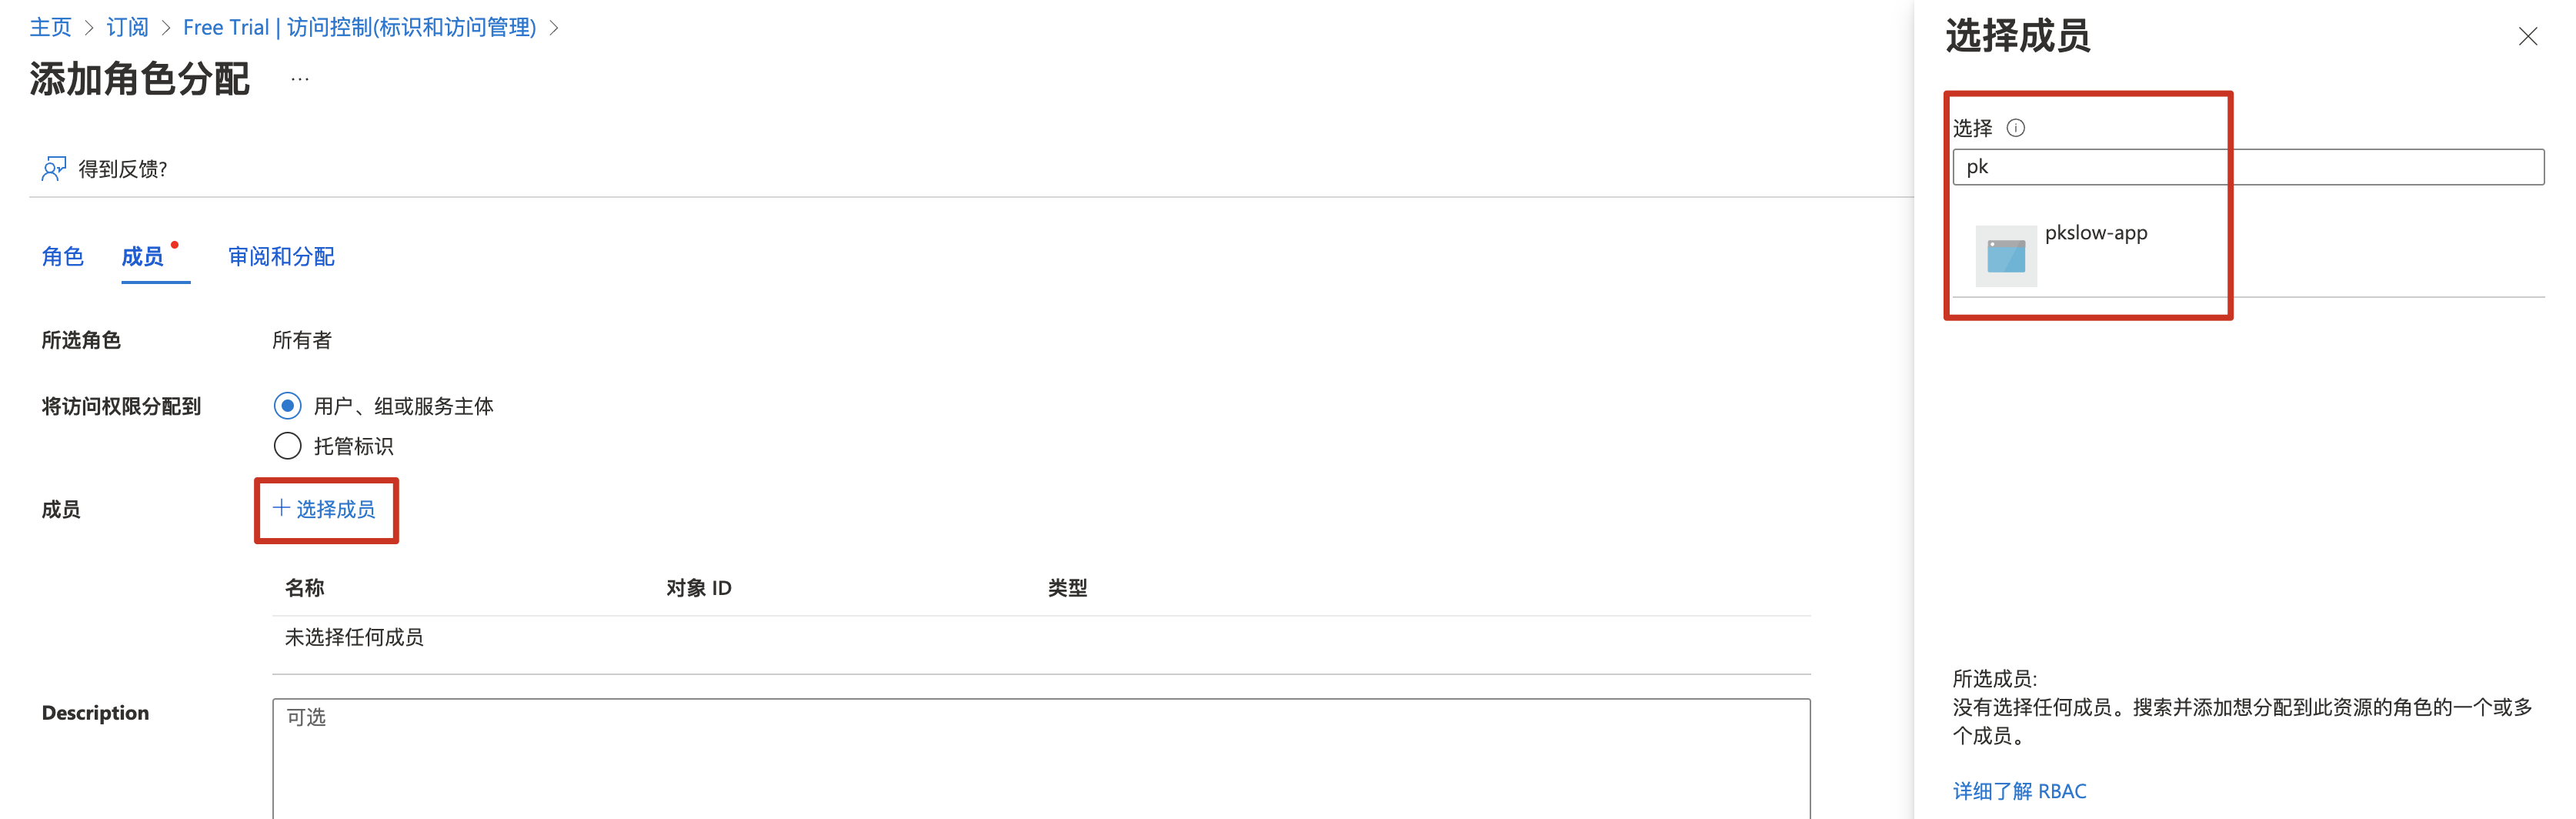 主页 > 订阅 > Free Trial | 访问控制(标识和访问管理) >
添加角色分配 ...
得到反馈?
角色 成员 审阅和分配
所选角色 所有者
将访问权限分配到 用户、组或服务主体
托管标识
成员 + 选择成员
名称 对象 ID 类型
未选择任何成员
Description 可选
选择成员
选择
pk
pkslow-app
所选成员:
没有选择任何成员。搜索并添加想分配到此资源的角色的一个或多
个成员。
详细了解 RBAC